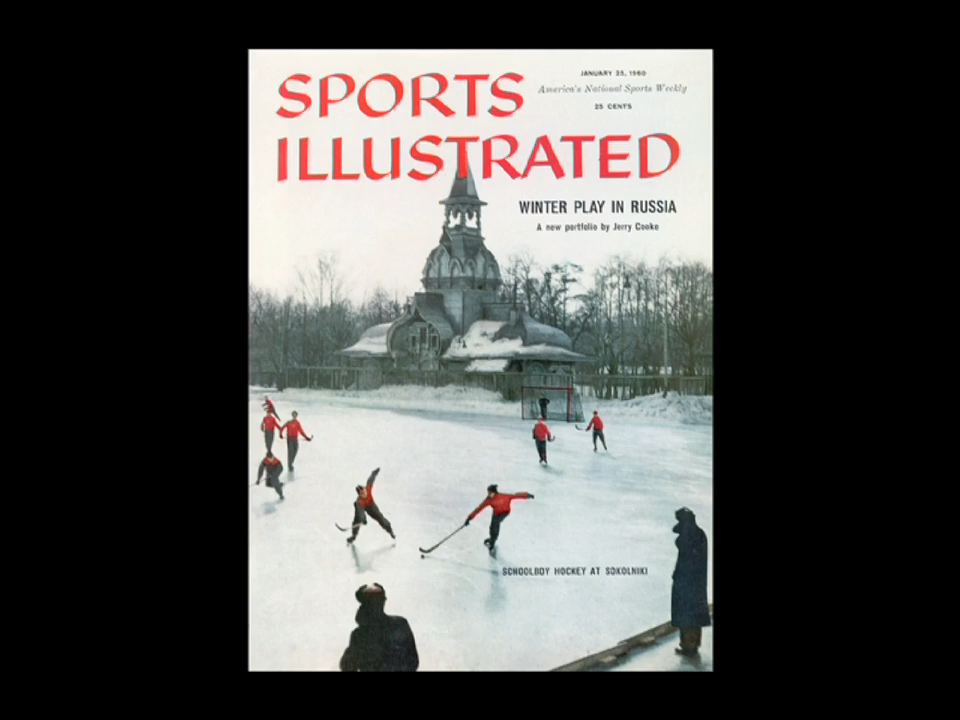 SPORTS
ILLUSTRATED
JANUARY 25, 1960
America's National Sports Weekly
25 CENTS
WINTER PLAY IN RUSSIA
A new portfolio by Jerry Cooke
SCHOOLBOY HOCKEY AT SOKOLNIKI